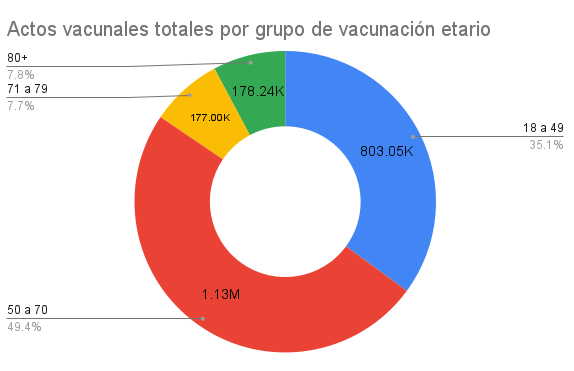 Actos vacunales totales por grupo de vacunación etario
80+
7.8%
71 a 79
7.7%
178.24K
177.00K
18 a 49
35.1%
803.05K
1.13M
50 a 70
49.4%